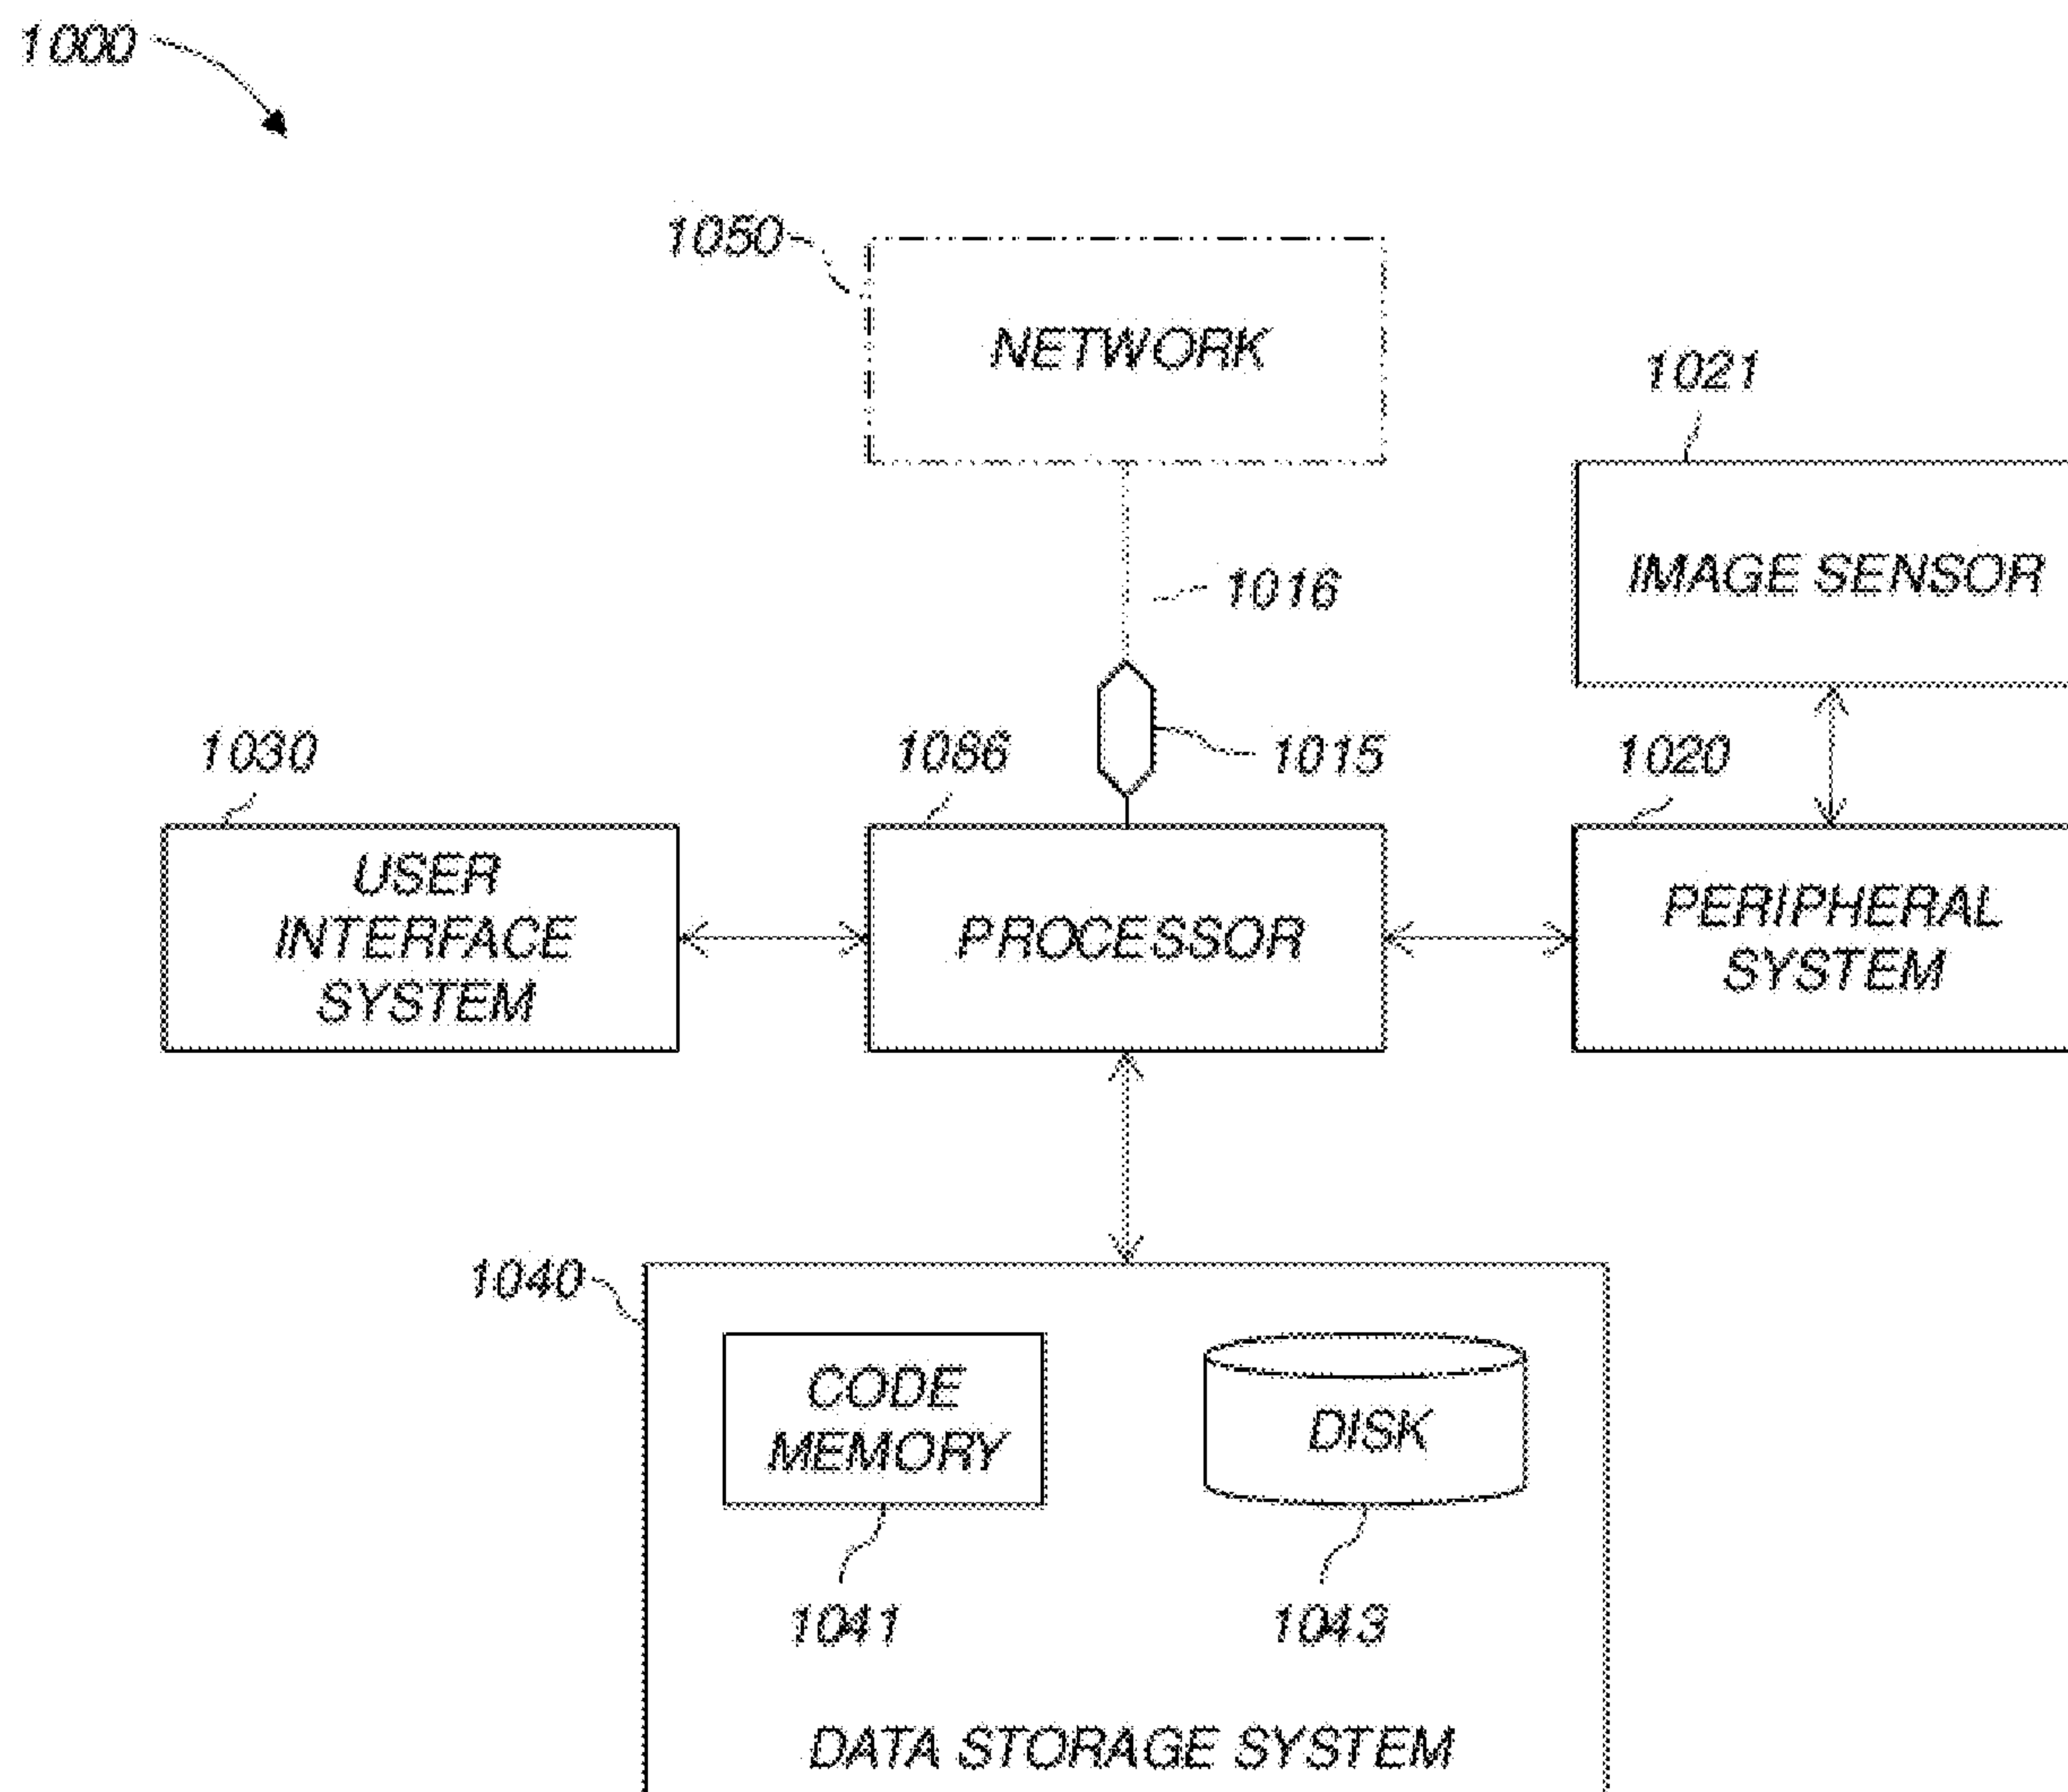 1000
1050
NETWORK
1021
IMAGE SENSOR
1016
1030
1086
1015
1020
USER
INTERFACE
SYSTEM
PROCESSOR
PERIPHERAL
SYSTEM
1040
CODE
MEMORY
DISK
1041
1043
DATA STORAGE SYSTEM